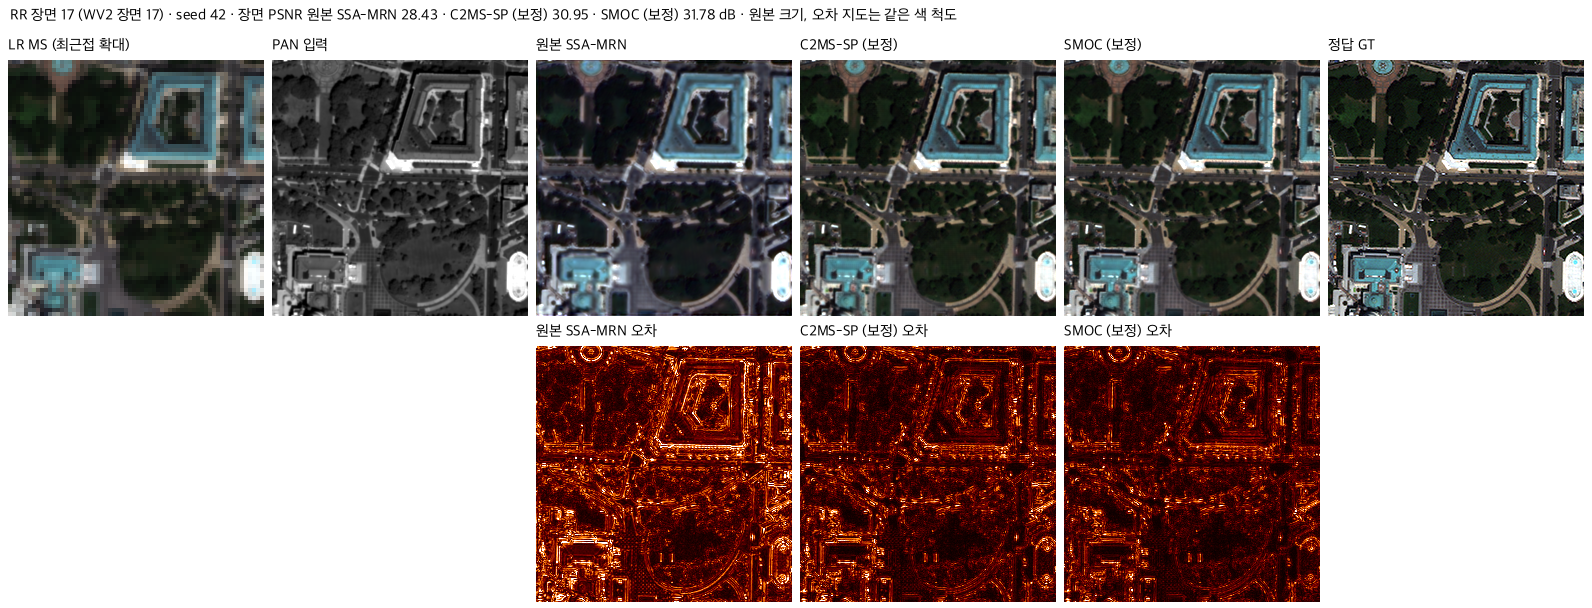 RR 장면 17 (WV2 장면 17) · seed 42 · 장면 PSNR 원본 SSA-MRN 28.43 · C2MS-SP (보정) 30.95 · SMOC (보정) 31.78 dB · 원본 크기, 오차 지도는 같은 색 척도
LR MS (최근접 확대)
PAN 입력
원본 SSA-MRN
C2MS-SP (보정)
SMOC (보정)
정답 GT
원본 SSA-MRN 오차
C2MS-SP (보정) 오차
SMOC (보정) 오차